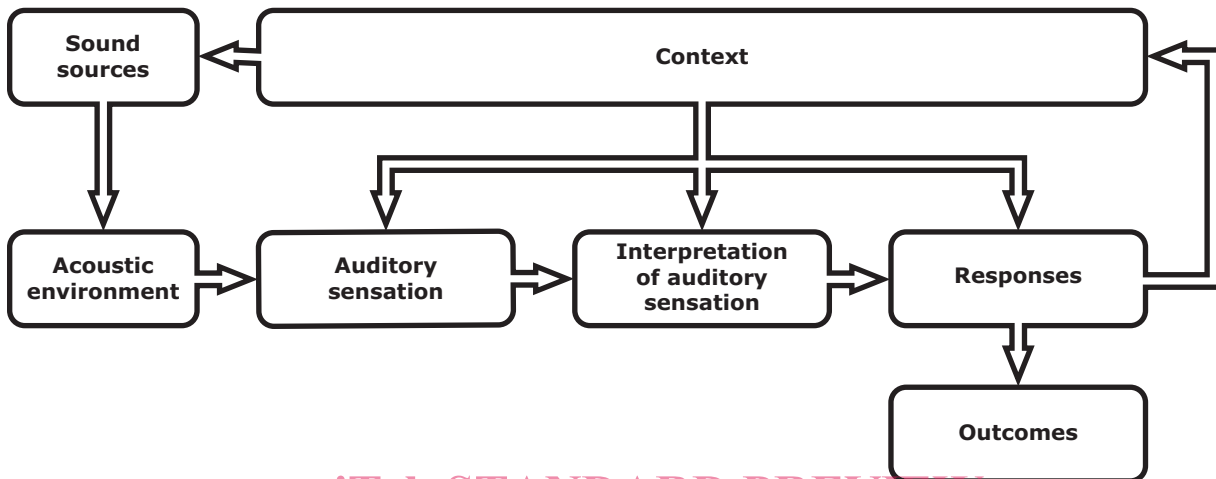 Sound
sources
Context
Acoustic
environment
Auditory
sensation
Interpretation
of auditory
sensation
Responses
Outcomes